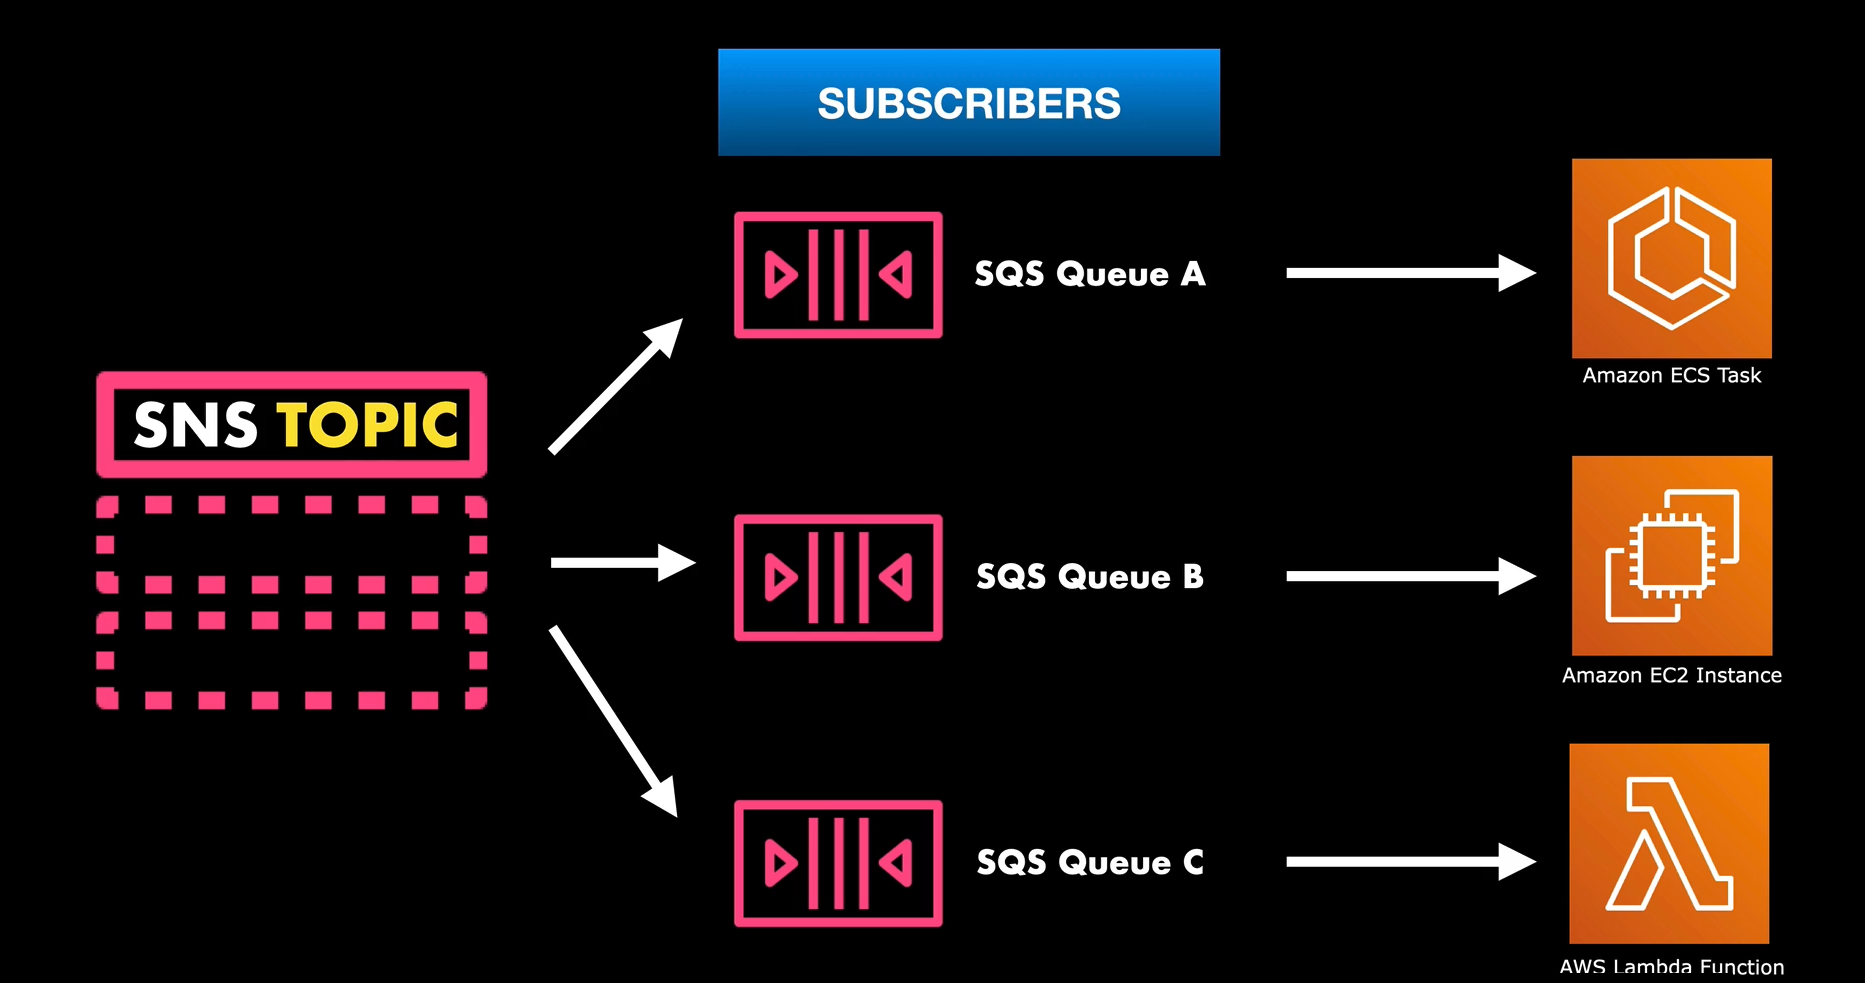 SUBSCRIBERS
SQS Queue A
Amazon ECS Task
SNS TOPIC
SQS Queue B
Amazon EC2 Instance
SQS Queue C
AWS Lambda Function